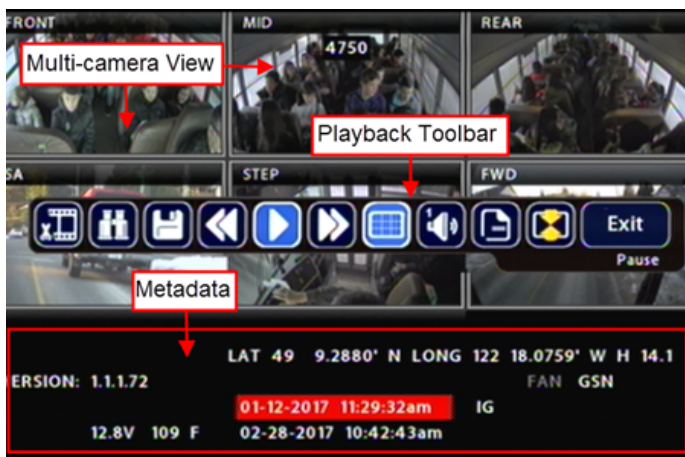 FRONT
MID
REAR
4750
Multi-camera View
Playback Toolbar
SA
STEP
FWD
1
Exit
Pause
Metadata
LAT 49 9.2880' N LONG 122 18.0759' W H 14.1
ERSION: 1.1.1.72
FAN GSN
01-12-2017 11:29:32am IG
12.8V 109 F 02-28-2017 10:42:43am